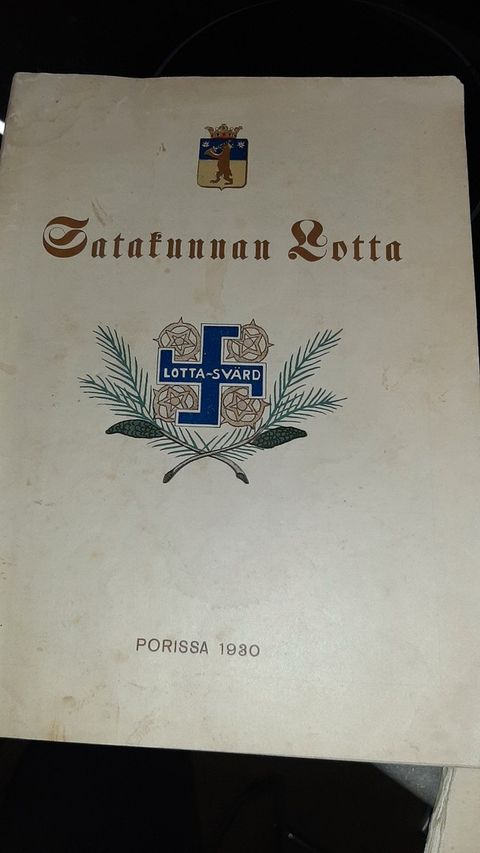 Satakunnan Lotta
LOTTA-SVÄRD
PORISSA 1930